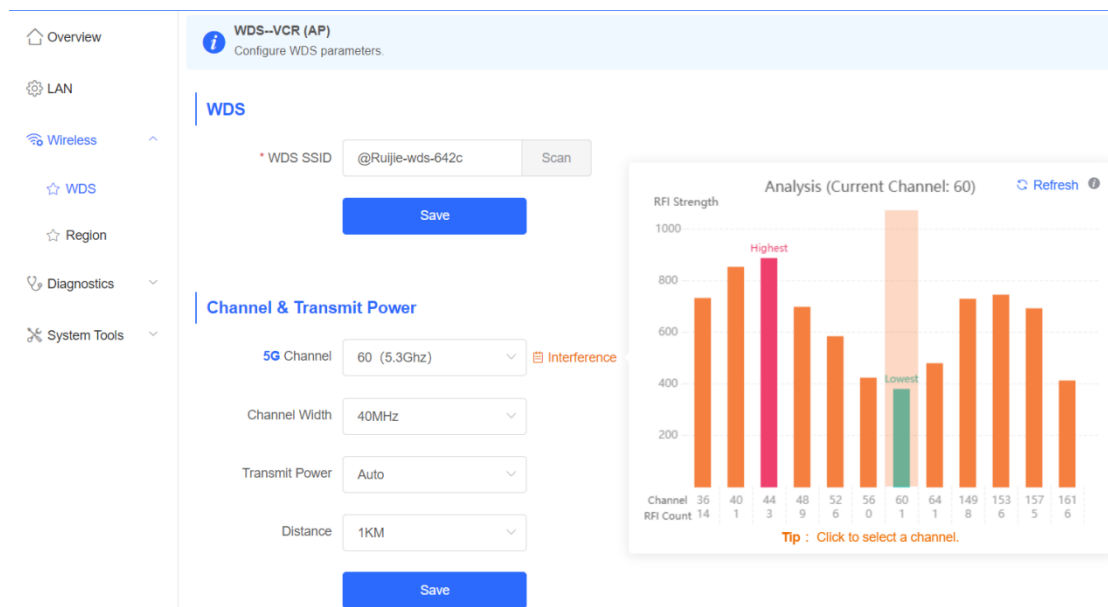 Overview
LAN
Wireless
WDS
Region
Diagnostics
System Tools
WDS--VCR (AP)
Configure WDS parameters.
WDS
* WDS SSID @Ruijie-wds-642c Scan
Save
Channel & Transmit Power
5G Channel 60 (5.3Ghz) Interference
Channel Width 40MHz
Transmit Power Auto
Distance 1KM
Save
Analysis (Current Channel: 60) Refresh
RFI Strength
1000
Highest
800
600
400
Lowest
200
Channel 36 40 44 48 52 56 60 64 149 153 157 161
RFI Count 14 1 3 9 6 0 1 1 8 6 5 6
Tip : Click to select a channel.